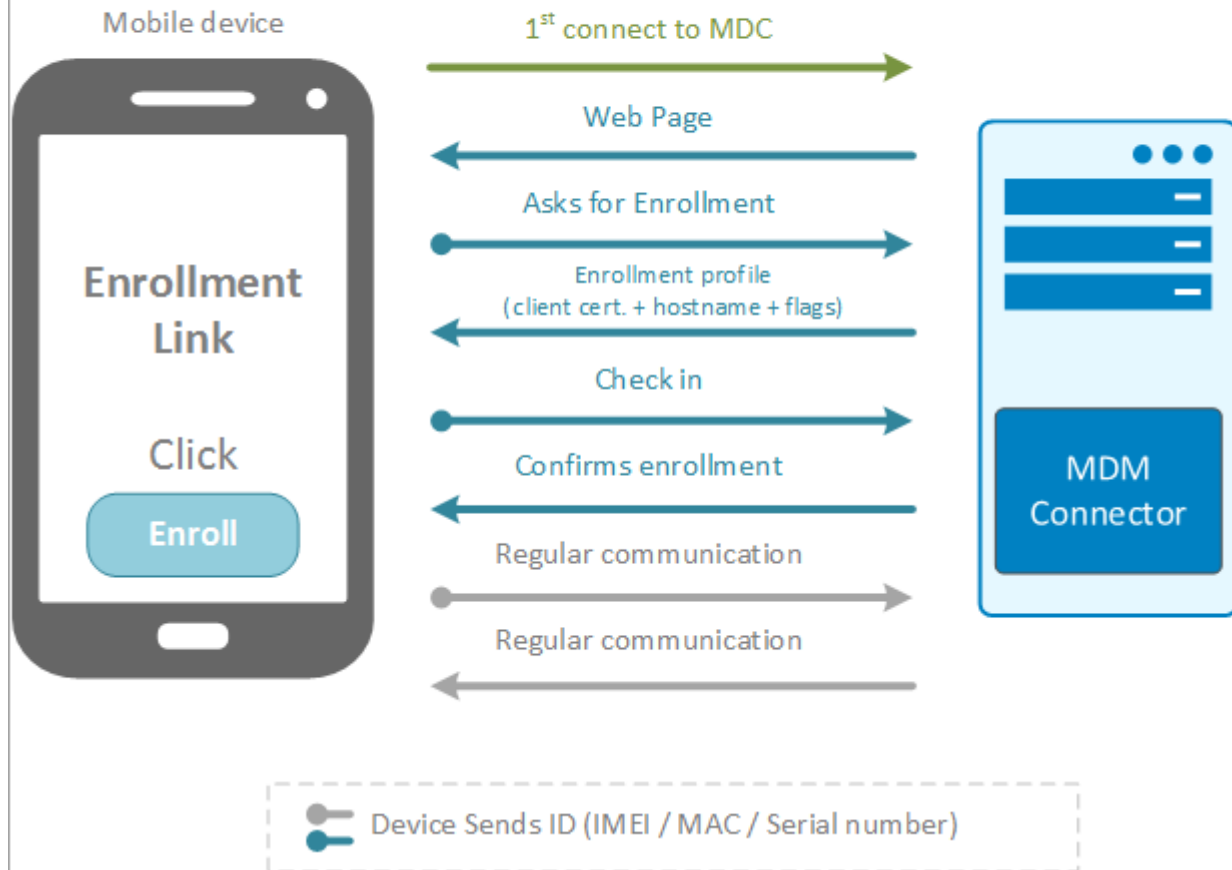 Mobile device
1st connect to MDC
Web Page
Asks for Enrollment
Enrollment profile
(client cert. + hostname + flags)
Check in
Confirms enrollment
Regular communication
Regular communication
Enrollment
Link
Click
Enroll
MDM
Connector
Device Sends ID (IMEI / MAC / Serial number)